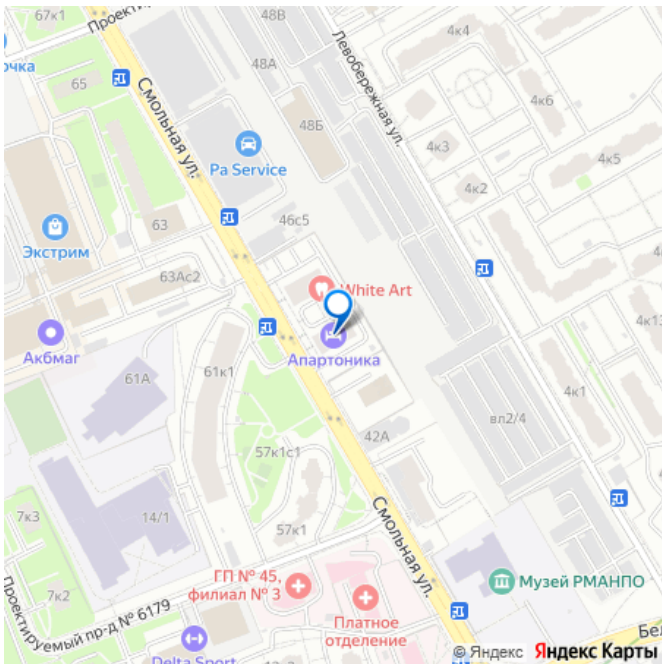 67к1
Проектир
48В
48А
Левобережная ул.
4к4
очка
65
Смольная ул.
48Б
4к6
4к3
4к5
Pa Service
4к2
46с5
63
Экстрим
63Ас2
White Art
4к13
Апартоника
Акбмаг
61А
61к1
4к1
вл2/4
42А
57к1с1
Смольная ул.
7к3
14/1
57к1
ГП № 45,
филиал № 3
Музей РМАНПО
7к2
Проектируемый пр-д № 6179
Платное
отделение
Бел
Delta Sport
© Яндекс Яндекс Карты